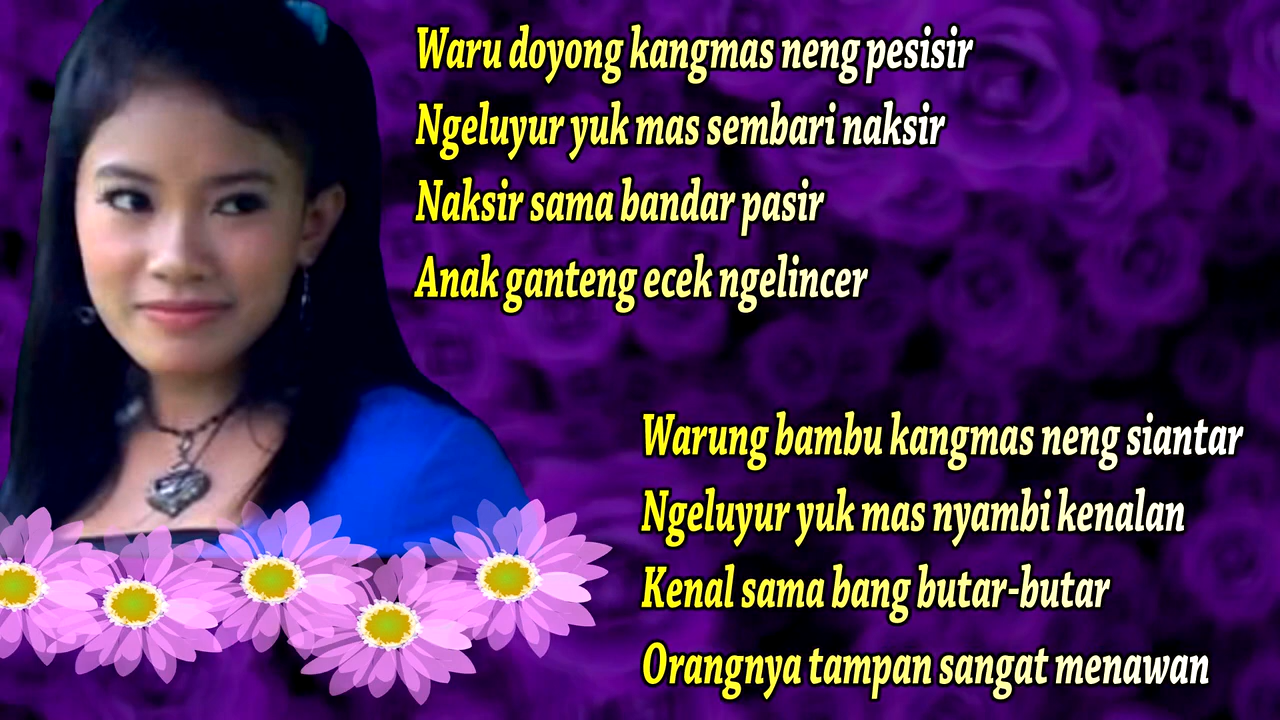 Waru doyong kangmas neng pesisir
Ngeluyur yuk mas sembari naksir
Naksir sama bandar pasir
Anak ganteng ecek ngelincer
Warung bambu kangmas neng siantar
Ngeluyur yuk mas nyambi kenalan
Kenal sama bang butar-butar
Orangnya tampan sangat menawan